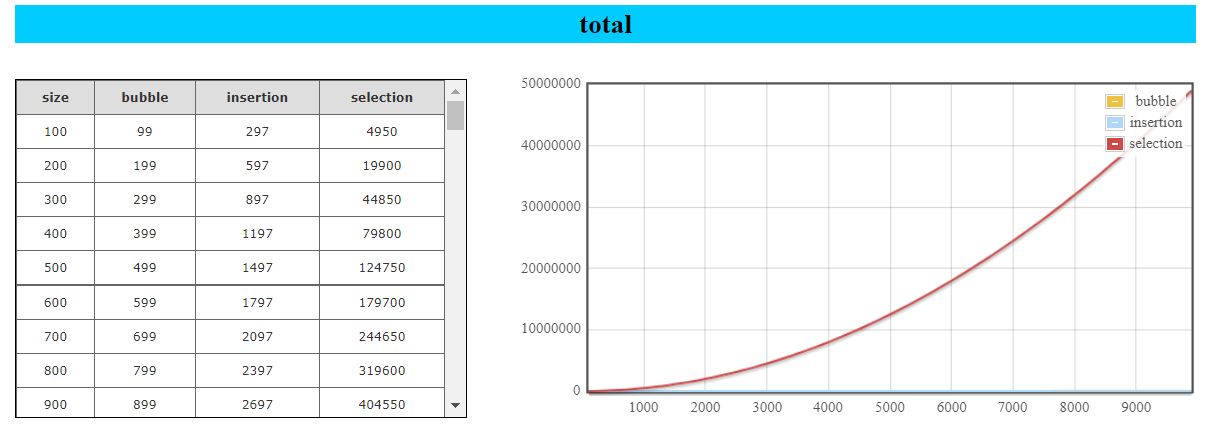 total
size bubble insertion selection
100 99 297 4950
200 199 597 19900
300 299 897 44850
400 399 1197 79800
500 499 1497 124750
600 599 1797 179700
700 699 2097 244650
800 799 2397 319600
900 899 2697 404550
50000000
40000000
30000000
20000000
10000000
0
1000 2000 3000 4000 5000 6000 7000 8000 9000
bubble
insertion
selection